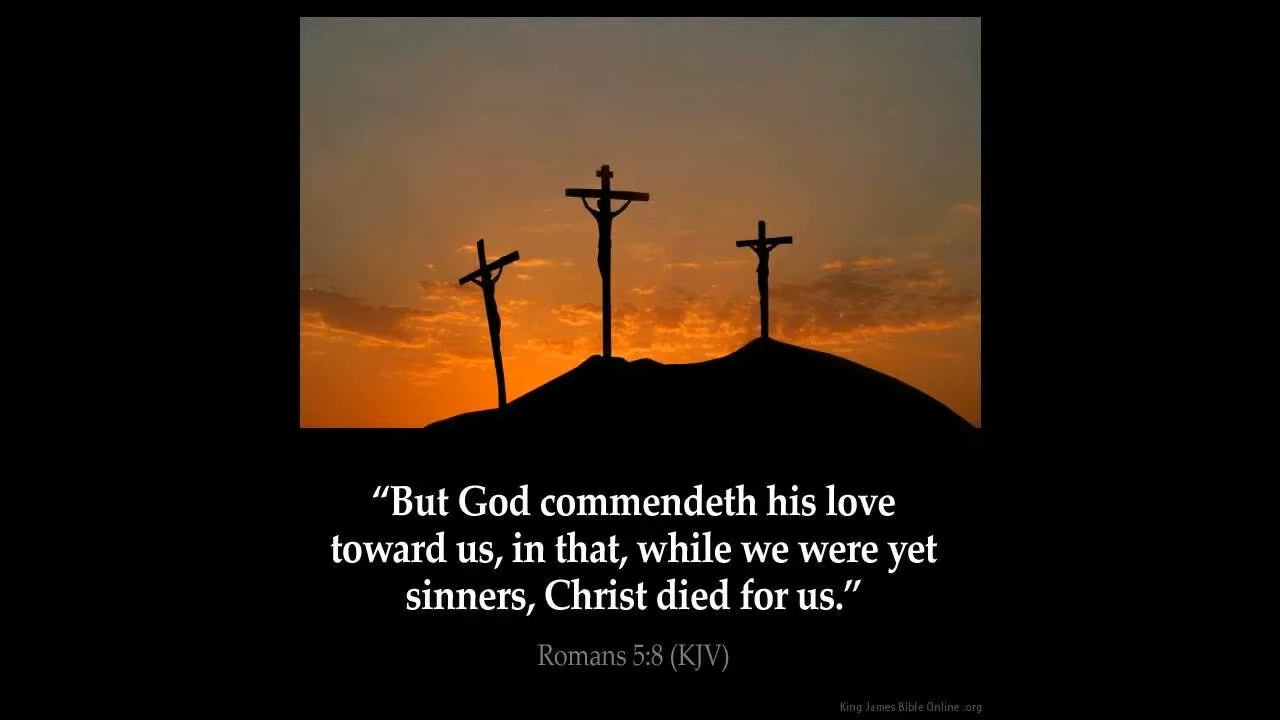 “But God commendeth his love
toward us, in that, while we were yet
sinners, Christ died for us.”
Romans 5:8 (KJV)
King James Bible Online .org